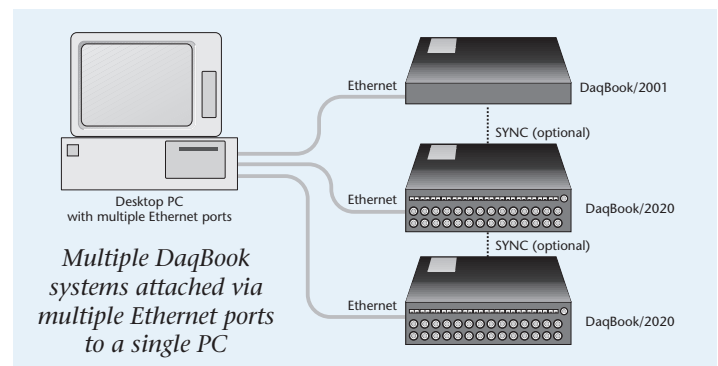 Ethernet
DaqBook/2001
SYNC (optional)
Ethernet
DaqBook/2020
Desktop PC
with multiple Ethernet ports
SYNC (optional)
Multiple DaqBook
systems attached via
multiple Ethernet ports
to a single PC
Ethernet
DaqBook/2020